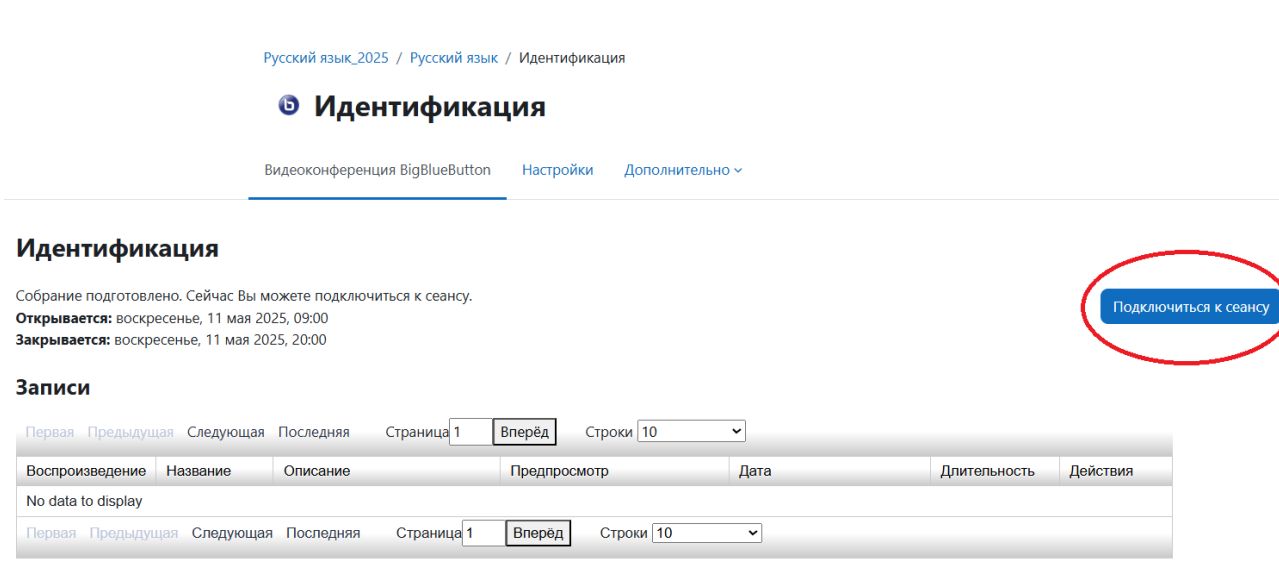 Русский язык_2025 / Русский язык / Идентификация
Идентификация
Видеоконференция BigBlueButton Настройки Дополнительно
Идентификация
Собрание подготовлено. Сейчас Вы можете подключиться к сеансу.
Открывается: воскресенье, 11 мая 2025, 09:00
Подключиться к сеансу
Закрывается: воскресенье, 11 мая 2025, 20:00
Записи
Первая Предыдущая Следующая Последняя Страница 1 Вперёд Строки 10
Воспроизведение Название Описание Предпросмотр Дата Длительность Действия
No data to display
Первая Предыдущая Следующая Последняя Страница 1 Вперёд Строки 10